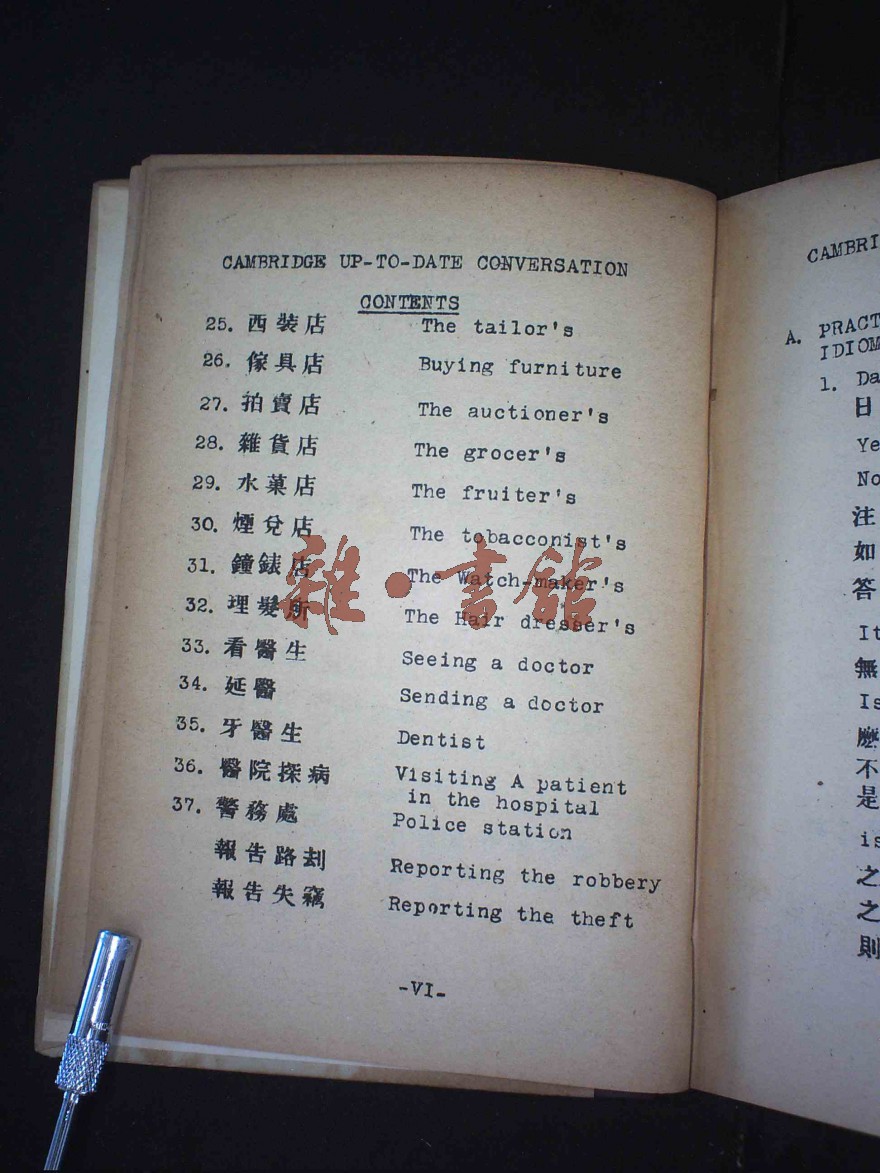 CAMBRIDGE UP-TO-DATE CONVERSATION
CONTENTS
25. 西裝店 The tailor's
26. 傢具店 Buying furniture
27. 拍賣店 The auctioner's
28. 雜貨店 The grocer's
29. 水菓店 The fruiter's
30. 煙兌店 The tobacconist's
31. 鐘錶店 The Watch-maker's
32. 理髮所 The Hair dresser's
33. 看醫生 Seeing a doctor
34. 延醫 Sending a doctor
35. 牙醫生 Dentist
36. 醫院探病 Visiting A patient
in the hospital
37. 警務處 Police station
報告路刦 Reporting the robbery
報告失竊 Reporting the theft
-VI-
雜·書館
CAMBRI
A. PRACT
IDIOM
1. Da
日
Ye
No
注
如
答
It
無
Is
麽
不
是
is
之
之
則